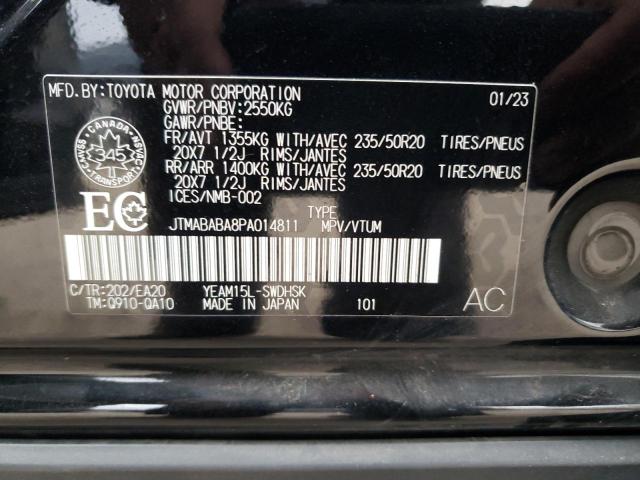 MFD.BY:TOYOTA MOTOR CORPORATION 01/23
GVWR/PNBV:2550KG
GAWR/PNBE:
FR/AVT 1355KG WITH/AVEC 235/50R20 TIRES/PNEUS
20X7 1/2J RIMS/JANTES
RR/ARR 1400KG WITH/AVEC 235/50R20 TIRES/PNEUS
20X7 1/2J RIMS/JANTES
ICES/NMB-002
CANADA
345
TRANSPORT
NSVAC
MSVSS
EC
TYPE
JTMABABA8PA014811 MPV/VTUM
C/TR:202/EA20 YEAM15L-SWDHSK
TM:Q910-QA10 MADE IN JAPAN 101
AC